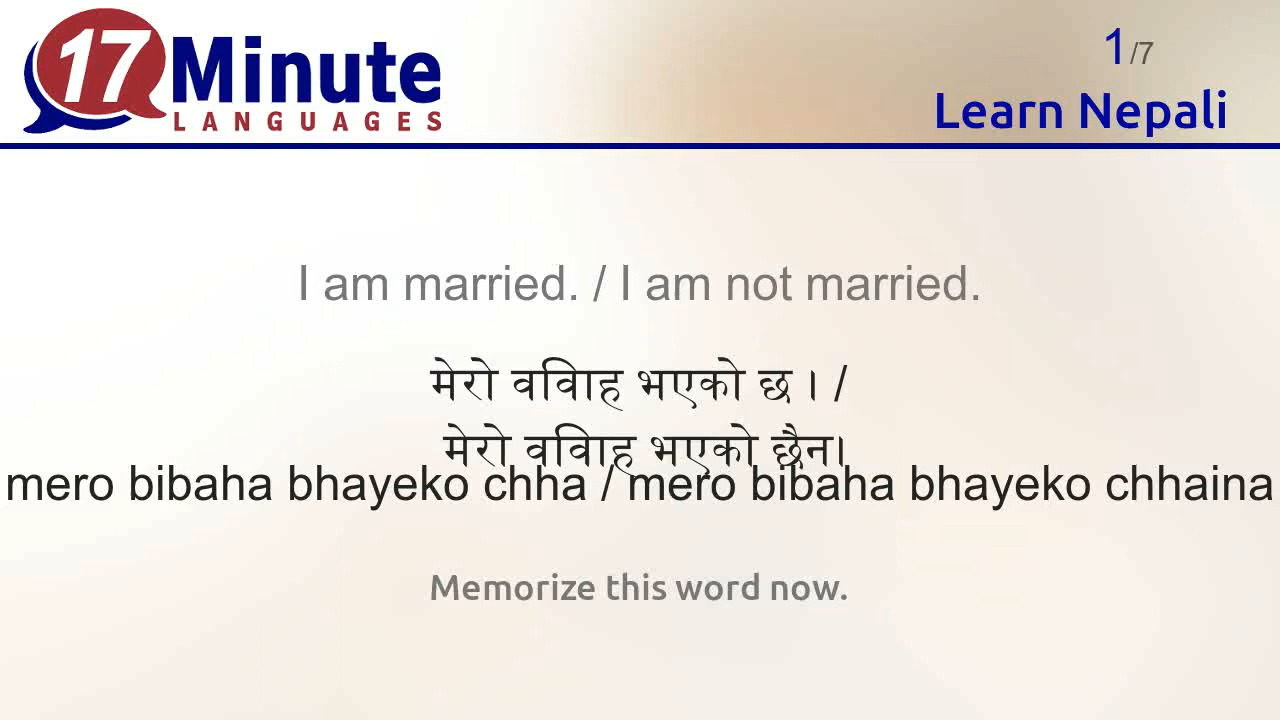 17 Minute
LANGUAGES
1/7
Learn Nepali
I am married. / I am not married.
मेरो वविाह भएको छ । /
मेरो वविाह भएको छैन।
mero bibaha bhayeko chha / mero bibaha bhayeko chhaina
Memorize this word now.